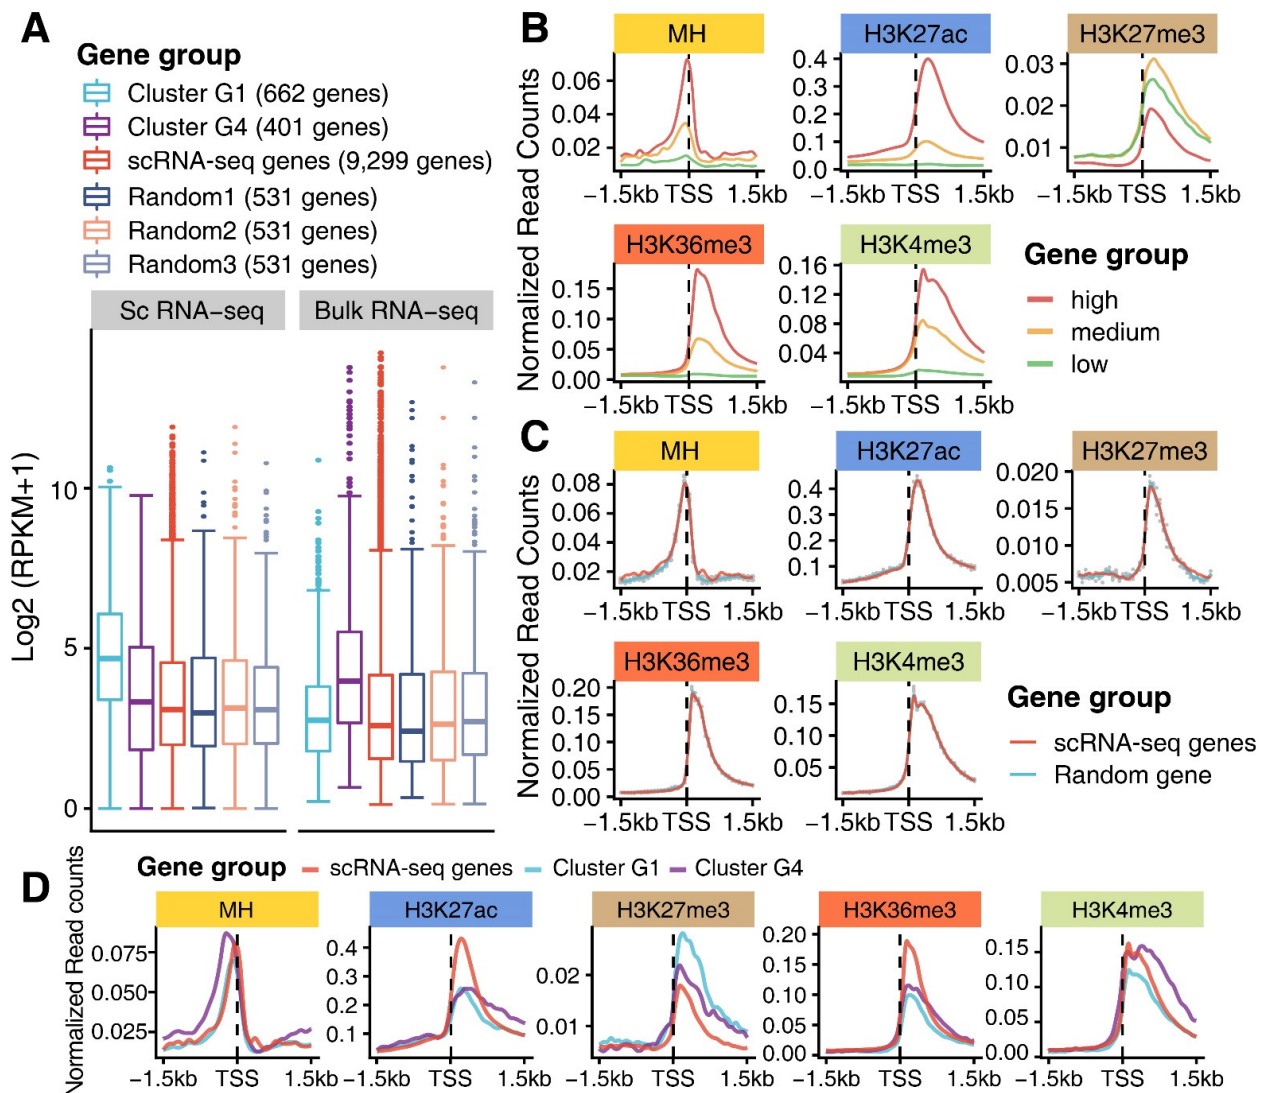 A
Gene group
Cluster G1 (662 genes)
Cluster G4 (401 genes)
scRNA-seq genes (9,299 genes)
Random1 (531 genes)
Random2 (531 genes)
Random3 (531 genes)
Sc RNA−seq Bulk RNA−seq
Log2 (RPKM+1)
10
5
0
B
Normalized Read Counts
MH H3K27ac H3K27me3
0.06 0.4 0.03
0.04 0.3 0.02
0.02 0.2 0.01
0.1
0.0
−1.5kb TSS 1.5kb −1.5kb TSS 1.5kb −1.5kb TSS 1.5kb
H3K36me3 H3K4me3
0.15 0.16
0.10 0.12
0.05 0.08
0.00 0.04
−1.5kb TSS 1.5kb −1.5kb TSS 1.5kb
Gene group
high
medium
low
C
Normalized Read Counts
MH H3K27ac H3K27me3
0.08 0.4 0.020
0.06 0.3 0.015
0.04 0.2 0.010
0.02 0.1 0.005
−1.5kb TSS 1.5kb −1.5kb TSS 1.5kb −1.5kb TSS 1.5kb
H3K36me3 H3K4me3
0.20 0.15
0.15 0.10
0.10 0.05
0.05
0.00
−1.5kb TSS 1.5kb −1.5kb TSS 1.5kb
Gene group
scRNA-seq genes
Random gene
D
Gene group scRNA-seq genes Cluster G1 Cluster G4
Normalized Read counts
MH H3K27ac H3K27me3 H3K36me3 H3K4me3
0.075 0.4 0.02 0.20 0.15
0.050 0.3 0.01 0.15 0.10
0.025 0.2 0.10 0.05
0.1 0.05 0.00
0.00
−1.5kb TSS 1.5kb −1.5kb TSS 1.5kb −1.5kb TSS 1.5kb −1.5kb TSS 1.5kb −1.5kb TSS 1.5kb